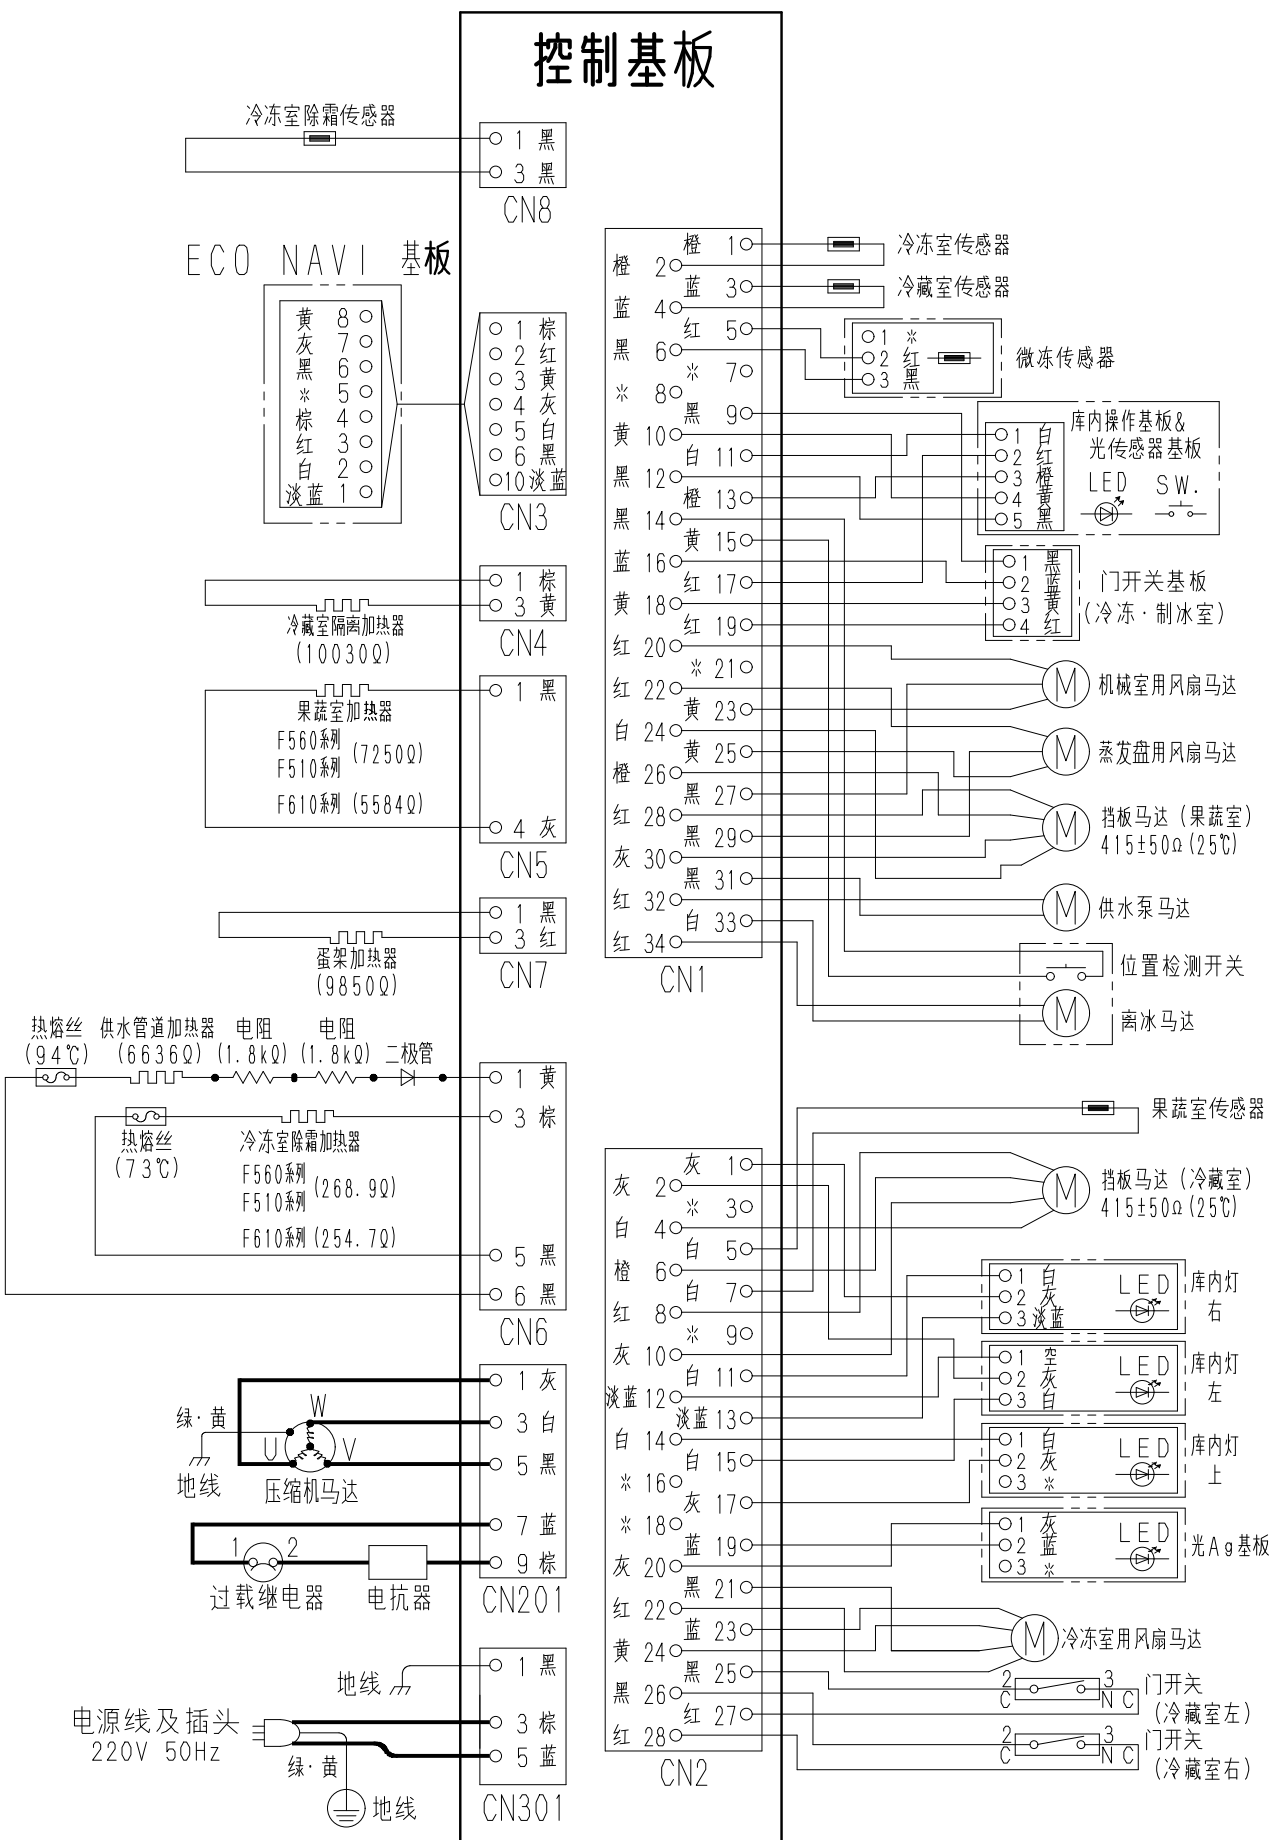 控制基板
冷冻室除霜传感器
1 黑
3 黑
CN8
ECO NAVI 基板
黄 8
灰 7
黑 6
※ 5
棕 4
红 3
白 2
淡蓝 1
1 棕
2 红
3 黄
4 灰
5 白
6 黑
10 淡蓝
CN3
1 棕
3 黄
CN4
冷藏室隔离加热器
(10030Ω)
1 黑
4 灰
CN5
果蔬室加热器
F560系列
F510系列
(7250Ω)
F610系列 (5584Ω)
1 黑
3 红
CN7
蛋架加热器
(9850Ω)
热熔丝
(94℃)
供水管道加热器
(6636Ω)
电阻
(1.8kΩ)
电阻
(1.8kΩ)
二极管
1 黄
3 棕
5 黑
6 黑
CN6
热熔丝
(73℃)
冷冻室除霜加热器
F560系列
F510系列
(268.9Ω)
F610系列 (254.7Ω)
1 灰
3 白
5 黑
7 蓝
9 棕
CN201
绿·黄
地线
W
U
V
压缩机马达
1 2
过载继电器
电抗器
1 黑
3 棕
5 蓝
CN301
地线
电源线及插头
220V 50Hz
绿·黄
地线
橙 1
橙 2
蓝 3
蓝 4
红 5
黑 6
※ 7
※ 8
黑 9
黄 10
白 11
黑 12
橙 13
黑 14
黄 15
蓝 16
红 17
黄 18
红 19
红 20
※ 21
红 22
黄 23
白 24
黄 25
橙 26
黑 27
红 28
黑 29
灰 30
黑 31
红 32
白 33
红 34
CN1
冷冻室传感器
冷藏室传感器
1 ※
2 红
3 黑
微冻传感器
1 白
2 红
3 橙
4 黄
5 黑
库内操作基板&
光传感器基板
LED SW.
1 黑
2 蓝
3 黄
4 红
门开关基板
(冷冻·制冰室)
机械室用风扇马达
蒸发盘用风扇马达
挡板马达 (果蔬室)
415±50Ω(25℃)
供水泵马达
位置检测开关
离冰马达
M
M
M
M
M
灰 1
灰 2
※ 3
白 4
白 5
橙 6
白 7
红 8
※ 9
灰 10
白 11
淡蓝 12
淡蓝 13
白 14
白 15
※ 16
灰 17
※ 18
蓝 19
灰 20
黑 21
红 22
蓝 23
黄 24
黑 25
黑 26
红 27
红 28
CN2
果蔬室传感器
M
挡板马达 (冷藏室)
415±50Ω(25℃)
1 白
2 灰
3 淡蓝
LED
库内灯
右
1 空
2 灰
3 白
LED
库内灯
左
1 白
2 灰
3 ※
LED
库内灯
上
1 灰
2 蓝
3 ※
LED
光Ag基板
M
冷冻室用风扇马达
2 3
C NC
门开关
(冷藏室左)
2 3
C NC
门开关
(冷藏室右)